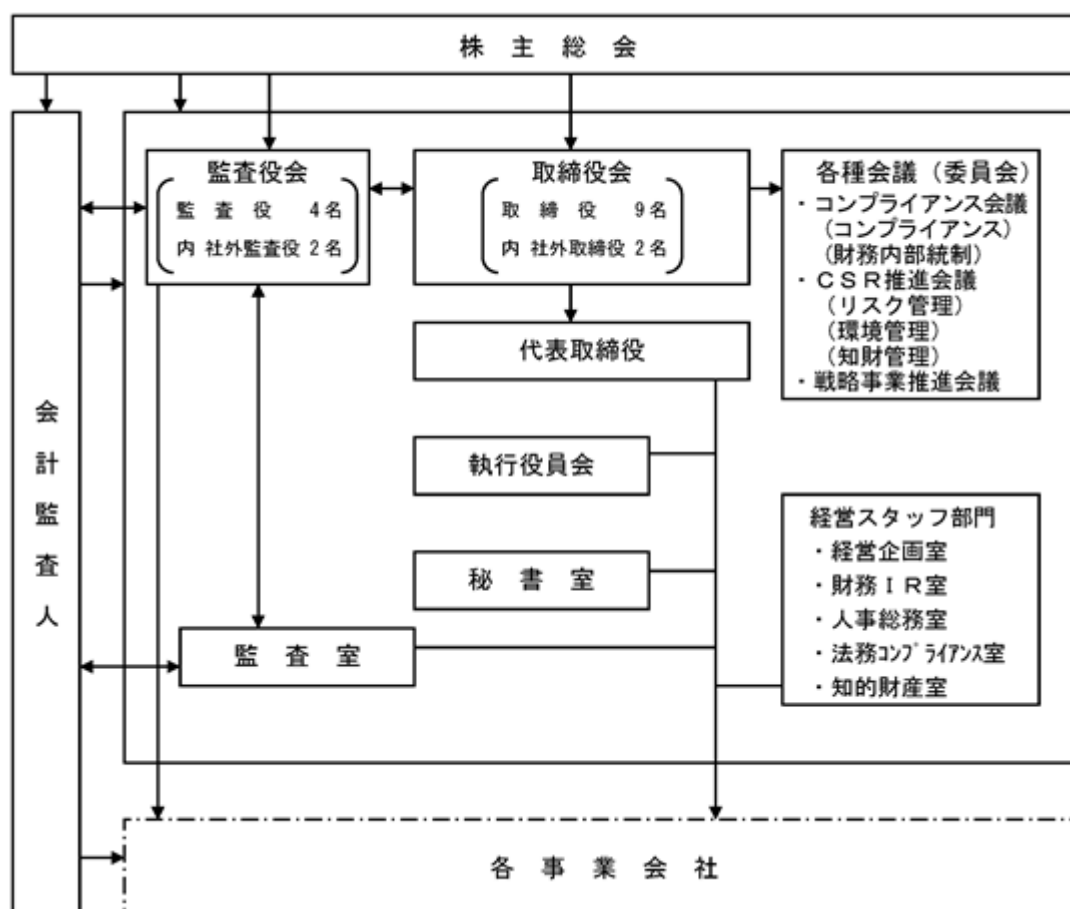 株 主 総 会
会計監査人
監査役会
監 査 役 4名
内 社外監査役 2名
取締役会
取 締 役 9名
内 社外取締役 2名
各種会議（委員会）
・コンプライアンス会議
（コンプライアンス）
（財務内部統制）
・ＣＳＲ推進会議
（リスク管理）
（環境管理）
（知財管理）
・戦略事業推進会議
代表取締役
執行役員会
秘 書 室
監 査 室
経営スタッフ部門
・経営企画室
・財務ＩＲ室
・人事総務室
・法務ｺﾝﾌﾟﾗｲｱﾝｽ室
・知的財産室
各 事 業 会 社